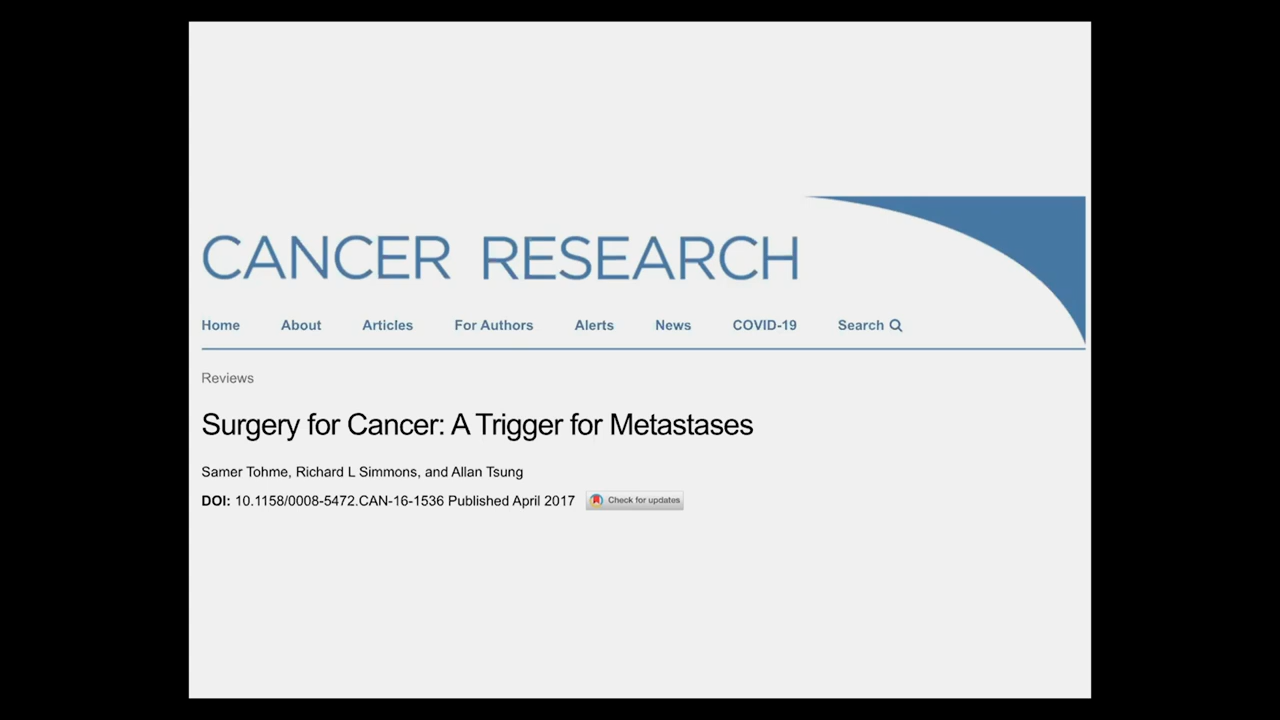 CANCER RESEARCH
Home About Articles For Authors Alerts News COVID-19 Search
Reviews
Surgery for Cancer: A Trigger for Metastases
Samer Tohme, Richard L Simmons, and Allan Tsung
DOI: 10.1158/0008-5472.CAN-16-1536 Published April 2017 Check for updates